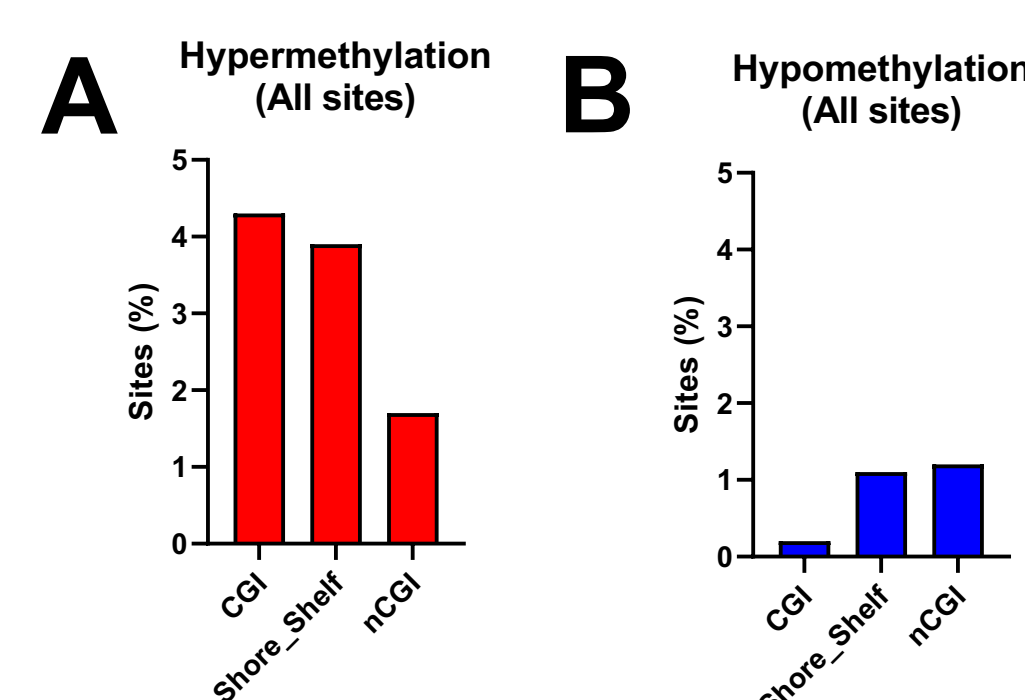 A
Hypermethylation
(All sites)
5
4
3
2
1
0
Sites (%)
CGI
Shore_Shelf
nCGI
B
Hypomethylation
(All sites)
5
4
3
2
1
0
Sites (%)
CGI
Shore_Shelf
nCGI